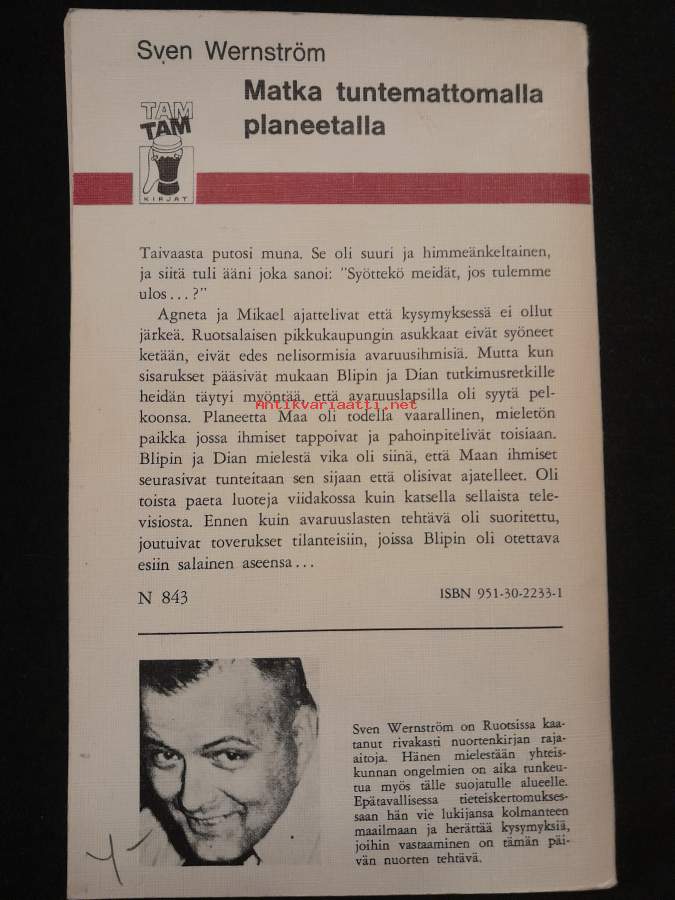 Sven Wernström
Matka tuntemattomalla
planeetalla
TAM
TAM
KIRJAT
Taivaasta putosi muna. Se oli suuri ja himmeänkeltainen,
ja siitä tuli ääni joka sanoi: "Syöttekö meidät, jos tulemme
ulos...?"
Agneta ja Mikael ajattelivat että kysymyksessä ei ollut
järkeä. Ruotsalaisen pikkukaupungin asukkaat eivät syöneet
ketään, eivät edes nelisormisia avaruusihmisiä. Mutta kun
sisarukset pääsivät mukaan Blipin ja Dian tutkimusretkille
heidän täytyi myöntää, että avaruuslapsilla oli syytä pel-
Antikvariaatti.net
koonsa. Planeetta Maa oli todella vaarallinen, mieletön
paikka jossa ihmiset tappoivat ja pahoinpitelivät toisiaan.
Blipin ja Dian mielestä vika oli siinä, että Maan ihmiset
seurasivat tunteitaan sen sijaan että olisivat ajatelleet. Oli
toista paeta luoteja viidakossa kuin katsella sellaista tele-
visiosta. Ennen kuin avaruuslasten tehtävä oli suoritettu,
joutuivat toverukset tilanteisiin, joissa Blipin oli otettava
esiin salainen aseensa...
N 843
ISBN 951-30-2233-1
Sven Wernström on Ruotsissa kaa-
tanut rivakasti nuortenkirjan raja-
aitoja. Hänen mielestään yhteis-
kunnan ongelmien on aika tunkeu-
tua myös tälle suojatulle alueelle.
Epätavallisessa tieteiskertomukses-
saan hän vie lukijansa kolmanteen
maailmaan ja herättää kysymyksiä,
joihin vastaaminen on tämän päi-
vän nuorten tehtävä.